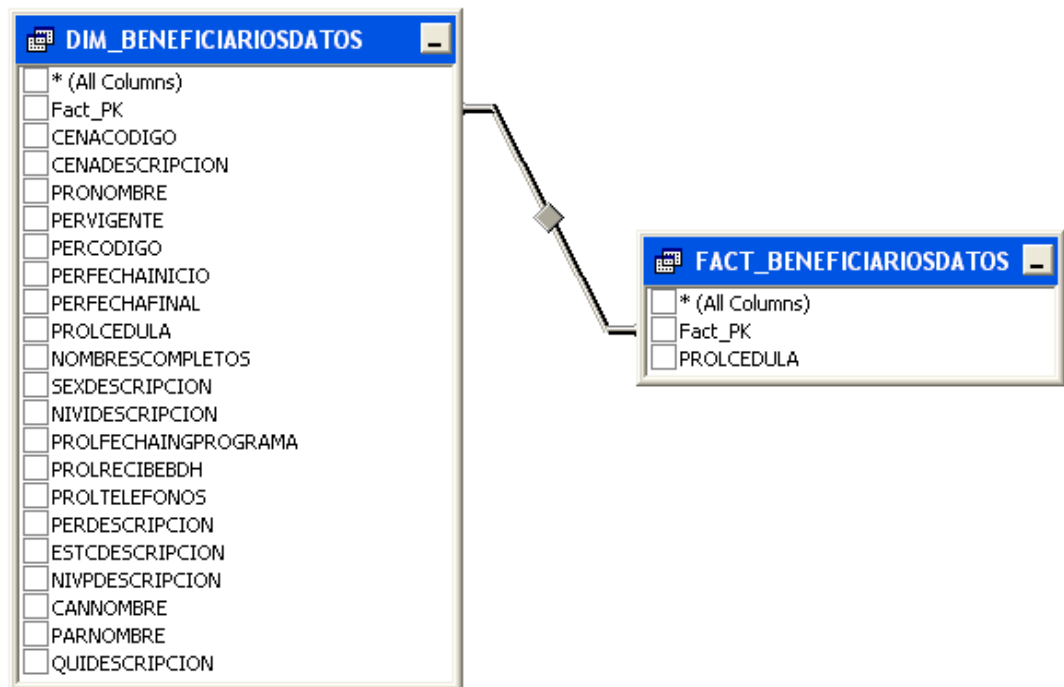 DIM_BENEFICIARIOSDATOS
* (All Columns)
Fact_PK
CENACODIGO
CENADESCRIPCION
PRONOMBRE
PERVIGENTE
PERCODIGO
PERFECHAINICIO
PERFECHAFINAL
PROLCEDULA
NOMBRESCOMPLETOS
SEXDESCRIPCION
NIVIDESCRIPCION
PROLFECHAINGPROGRAMA
PROLRECIBEBDH
PROLTELEFONOS
PERDESCRIPCION
ESTCDESCRIPCION
NIVPDESCRIPCION
CANNOMBRE
PARNOMBRE
QUIDESCRIPCION
FACT_BENEFICIARIOSDATOS
* (All Columns)
Fact_PK
PROLCEDULA